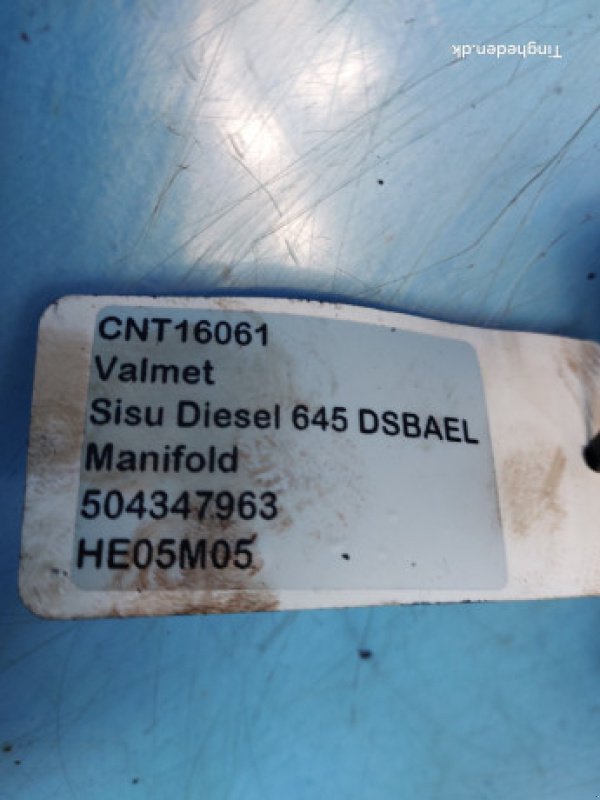 Tingheden.dk
CNT16061
Valmet
Sisu Diesel 645 DSBAEL
Manifold
504347963
HE05M05